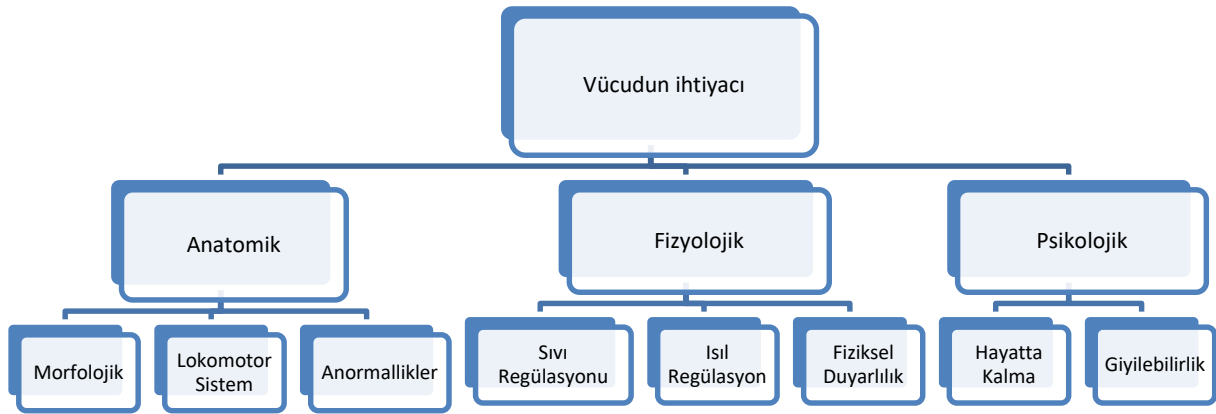 Vücudun ihtiyacı
Anatomik
Fizyolojik
Psikolojik
Morfolojik
Lokomotor
Sistem
Anormallikler
Sıvı
Regülasyonu
Isıl
Regülasyon
Fiziksel
Duyarlılık
Hayatta
Kalma
Giyilebilirlik